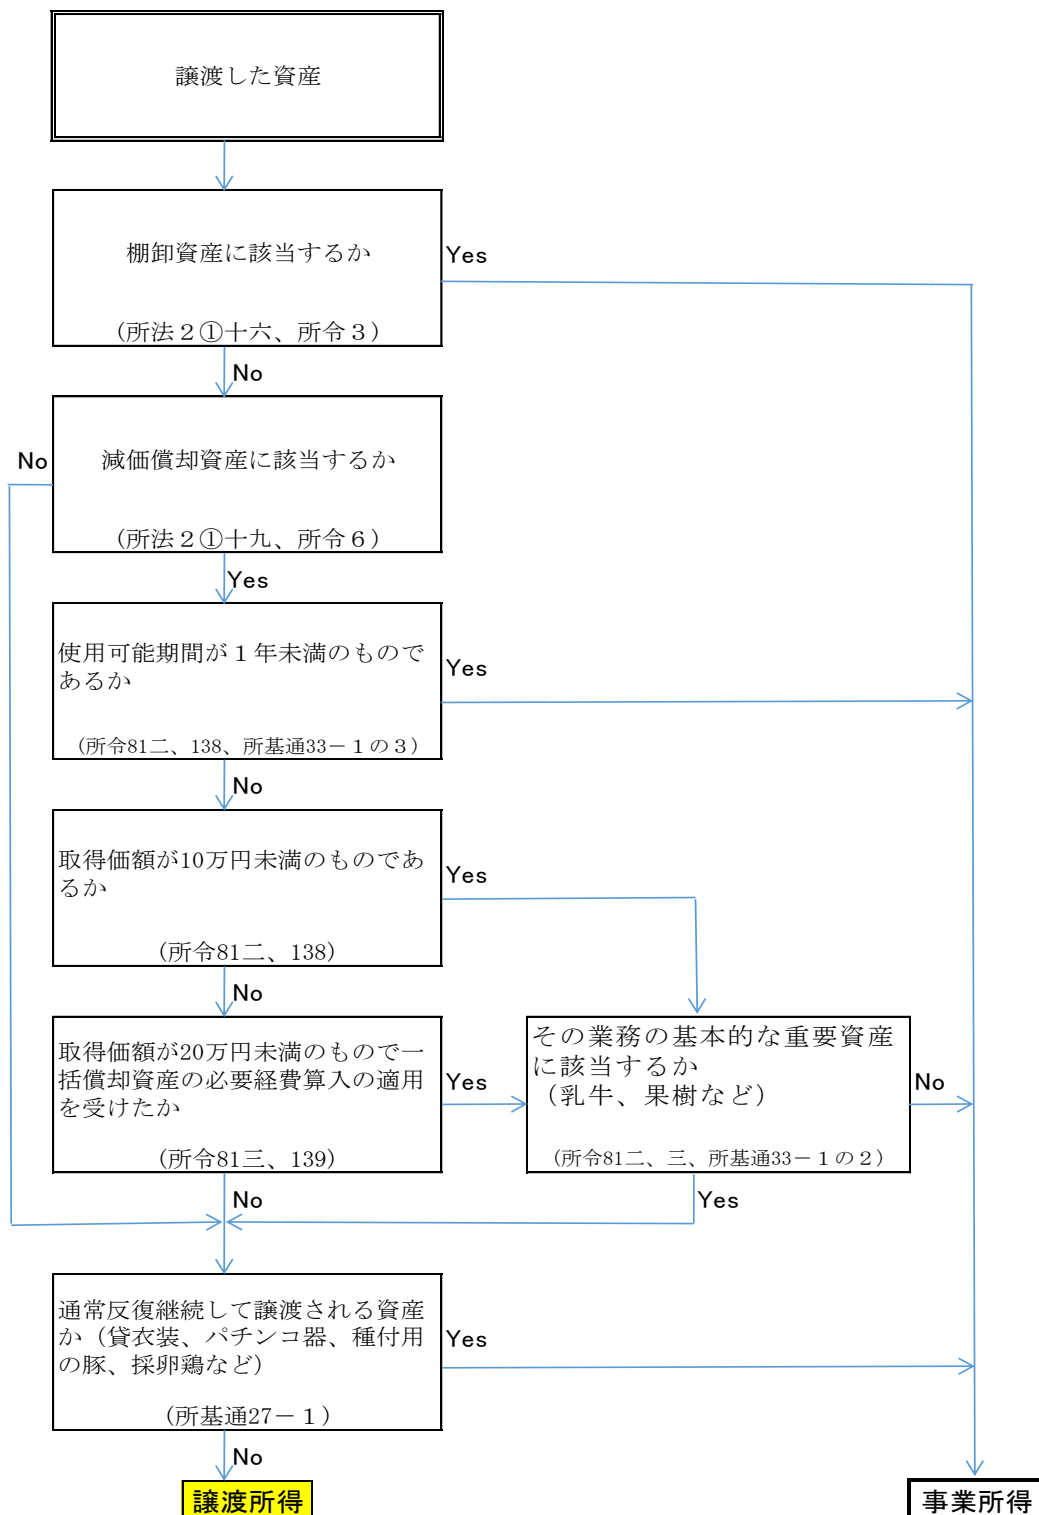 譲渡した資産
棚卸資産に該当するか
Yes
（所法２①十六、所令３）
No
No
減価償却資産に該当するか
（所法２①十九、所令６）
Yes
使用可能期間が１年未満のもので
あるか
Yes
（所令81二、138、所基通33－１の３）
No
取得価額が10万円未満のものであ
るか
Yes
（所令81二、138）
No
取得価額が20万円未満のもので一
括償却資産の必要経費算入の適用
を受けたか
Yes
（所令81三、139）
その業務の基本的な重要資産
に該当するか
（乳牛、果樹など）
No
（所令81二、三、所基通33－１の２）
No
Yes
通常反復継続して譲渡される資産
か（貸衣装、パチンコ器、種付用
の豚、採卵鶏など）
Yes
（所基通27－１）
No
譲渡所得
事業所得